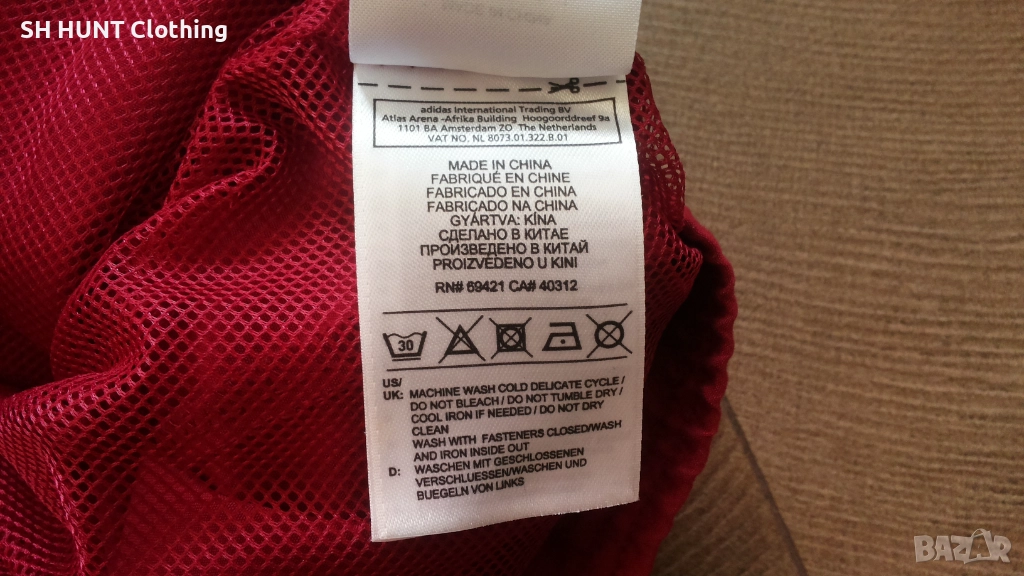 SH HUNT Clothing
MADE IN CHINA
adidas International Trading BV
Atlas Arena -Afrika Building Hoogoorddreef 9a
1101 BA Amsterdam ZO The Netherlands
VAT NO. NL 8073.01.322.B.01
MADE IN CHINA
FABRIQUÉ EN CHINE
FABRICADO EN CHINA
FABRICADO NA CHINA
GYÁRTVA: KÍNA
СДЕЛАНО В КИТАЕ
ПРОИЗВЕДЕНО В КИТАЙ
PROIZVEDENO U KINI
RN# 69421 CA# 40312
30
US/
UK: MACHINE WASH COLD DELICATE CYCLE /
DO NOT BLEACH / DO NOT TUMBLE DRY /
COOL IRON IF NEEDED / DO NOT DRY
CLEAN
WASH WITH FASTENERS CLOSED/WASH
AND IRON INSIDE OUT
D: WASCHEN MIT GESCHLOSSENEN
VERSCHLUESSEN/WASCHEN UND
BUEGELN VON LINKS
BAZAR